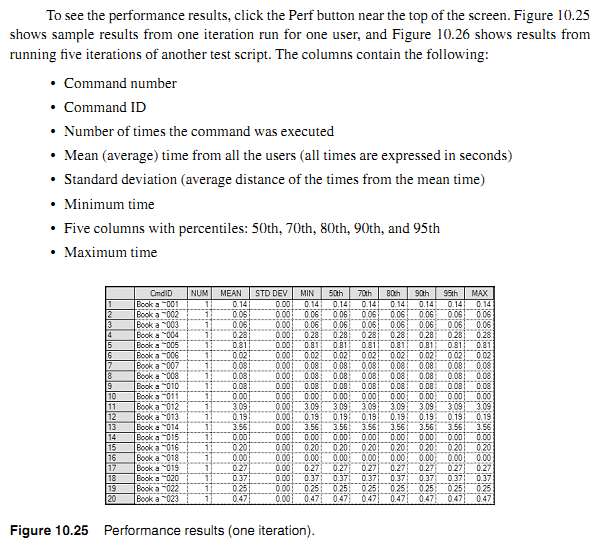 To see the performance results, click the Perf button near the top of the screen. Figure 10.25
shows sample results from one iteration run for one user, and Figure 10.26 shows results from
running five iterations of another test script. The columns contain the following:
• Command number
• Command ID
• Number of times the command was executed
• Mean (average) time from all the users (all times are expressed in seconds)
• Standard deviation (average distance of the times from the mean time)
• Minimum time
• Five columns with percentiles: 50th, 70th, 80th, 90th, and 95th
• Maximum time
CmdID NUM MEAN STD DEV MIN 50th 70th 80th 90th 95th MAX
1 Book a ~001 1 0.14 0.00 0.14 0.14 0.14 0.14 0.14 0.14 0.14
2 Book a ~002 1 0.06 0.00 0.06 0.06 0.06 0.06 0.06 0.06 0.06
3 Book a ~003 1 0.06 0.00 0.06 0.06 0.06 0.06 0.06 0.06 0.06
4 Book a ~004 1 0.28 0.00 0.28 0.28 0.28 0.28 0.28 0.28 0.28
5 Book a ~005 1 0.81 0.00 0.81 0.81 0.81 0.81 0.81 0.81 0.81
6 Book a ~006 1 0.02 0.00 0.02 0.02 0.02 0.02 0.02 0.02 0.02
7 Book a ~007 1 0.08 0.00 0.08 0.08 0.08 0.08 0.08 0.08 0.08
8 Book a ~008 1 0.08 0.00 0.08 0.08 0.08 0.08 0.08 0.08 0.08
9 Book a ~010 1 0.08 0.00 0.08 0.08 0.08 0.08 0.08 0.08 0.08
10 Book a ~011 1 0.00 0.00 0.00 0.00 0.00 0.00 0.00 0.00 0.00
11 Book a ~012 1 3.09 0.00 3.09 3.09 3.09 3.09 3.09 3.09 3.09
12 Book a ~013 1 0.19 0.00 0.19 0.19 0.19 0.19 0.19 0.19 0.19
13 Book a ~014 1 3.56 0.00 3.56 3.56 3.56 3.56 3.56 3.56 3.56
14 Book a ~015 1 0.00 0.00 0.00 0.00 0.00 0.00 0.00 0.00 0.00
15 Book a ~016 1 0.20 0.00 0.20 0.20 0.20 0.20 0.20 0.20 0.20
16 Book a ~018 1 0.00 0.00 0.00 0.00 0.00 0.00 0.00 0.00 0.00
17 Book a ~019 1 0.27 0.00 0.27 0.27 0.27 0.27 0.27 0.27 0.27
18 Book a ~020 1 0.37 0.00 0.37 0.37 0.37 0.37 0.37 0.37 0.37
19 Book a ~022 1 0.25 0.00 0.25 0.25 0.25 0.25 0.25 0.25 0.25
20 Book a ~023 1 0.47 0.00 0.47 0.47 0.47 0.47 0.47 0.47 0.47
Figure 10.25 Performance results (one iteration).